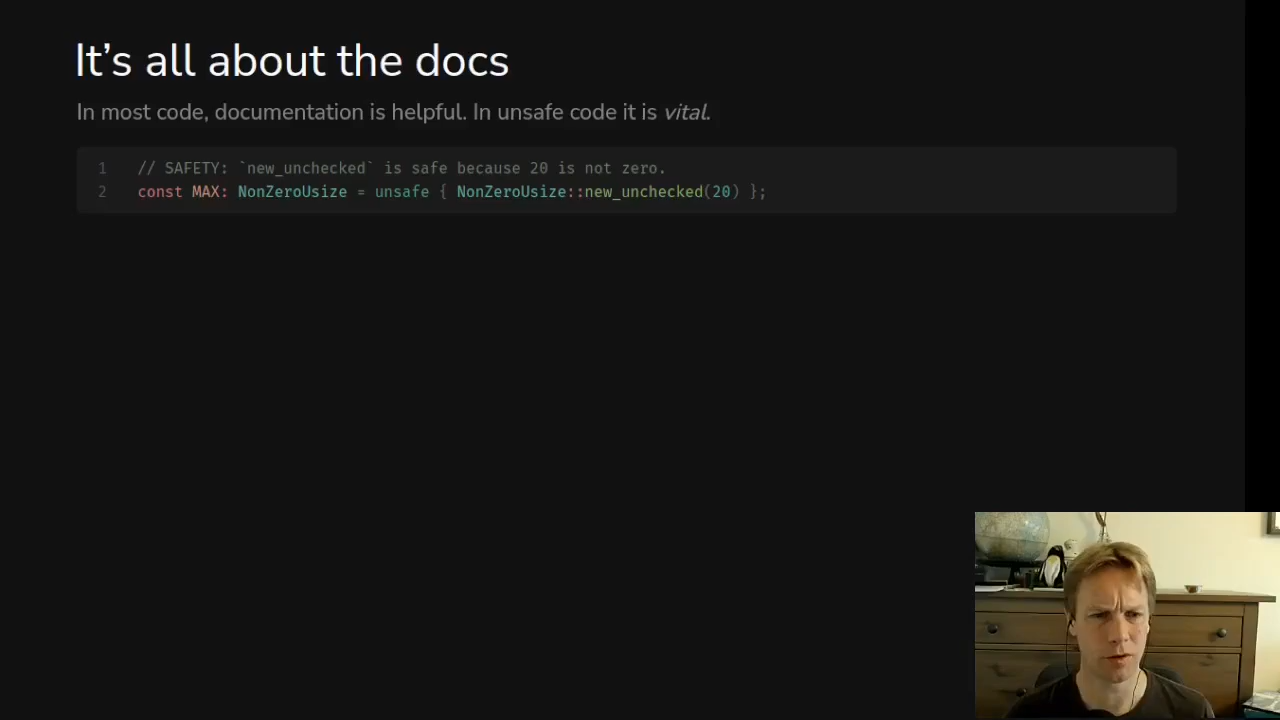 It’s all about the docs
In most code, documentation is helpful. In unsafe code it is vital.
1 // SAFETY: `new_unchecked` is safe because 20 is not zero.
2 const MAX: NonZeroUsize = unsafe { NonZeroUsize::new_unchecked(20) };